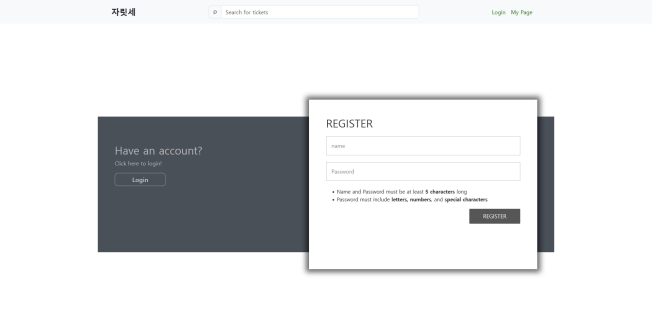 자릿세
Search for tickets
Login My Page
Have an account?
Click here to login!
Login
REGISTER
name
Password
• Name and Password must be at least 5 characters long
• Password must include letters, numbers, and special characters
REGISTER